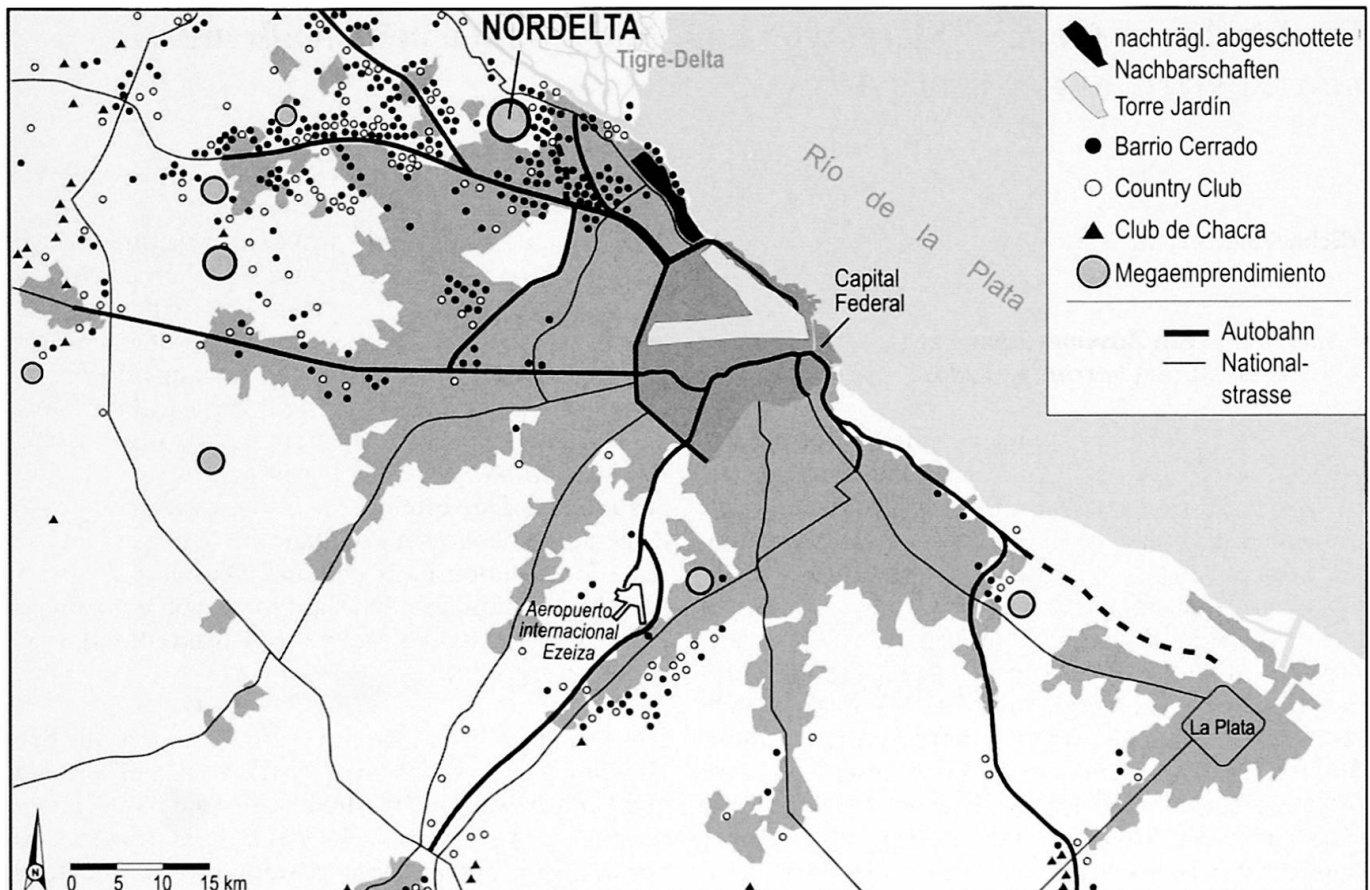 NORDELTA
Tigre-Delta
Río de la Plata
Capital
Federal
Aeropuerto
internacional
Ezeiza
La Plata
N
0 5 10 15 km
nachträgl. abgeschottete
Nachbarschaften
Torre Jardín
Barrio Cerrado
Country Club
Club de Chacra
Megaemprendimiento
Autobahn
National-
strasse